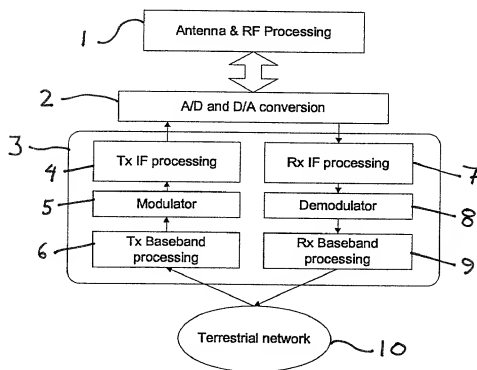 1
Antenna & RF Processing
2
A/D and D/A conversion
3
Tx IF processing
Rx IF processing
4
7
5
Modulator
Demodulator
8
6
Tx Baseband
processing
Rx Baseband
processing
9
Terrestrial network
10